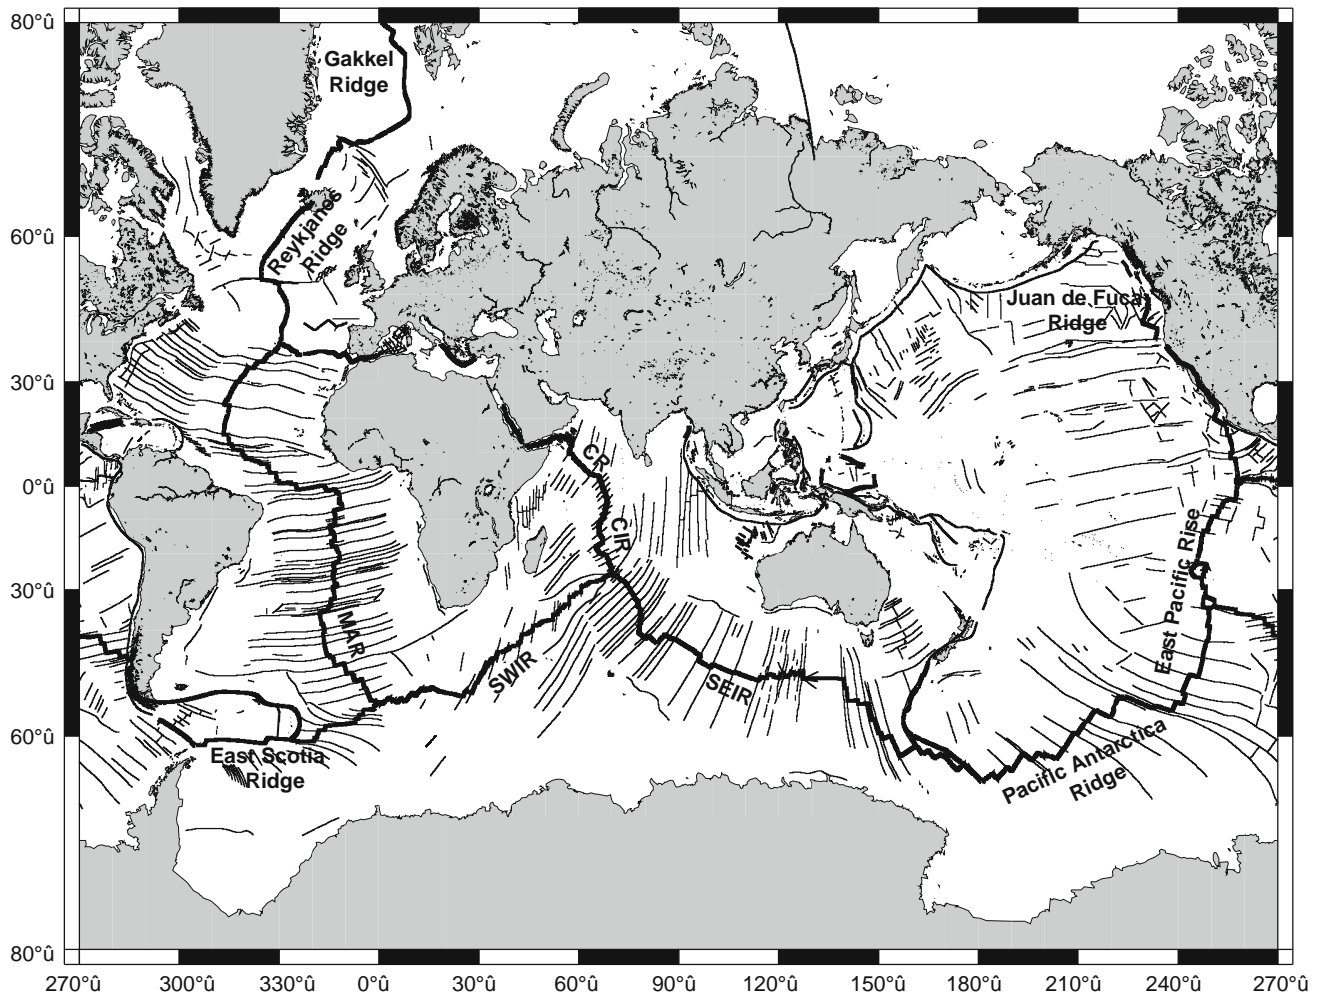 80°û
Gakkel
Ridge
Reykjanes
Ridge
60°û
Juan de Fuca
Ridge
30°û
CR
0°û
CIR
East Pacific Rise
30°û
MAR
SWIR
SEIR
60°û
East Scotia
Ridge
Pacific Antarctica
Ridge
80°û
270°û 300°û 330°û 0°û 30°û 60°û 90°û 120°û 150°û 180°û 210°û 240°û 270°û